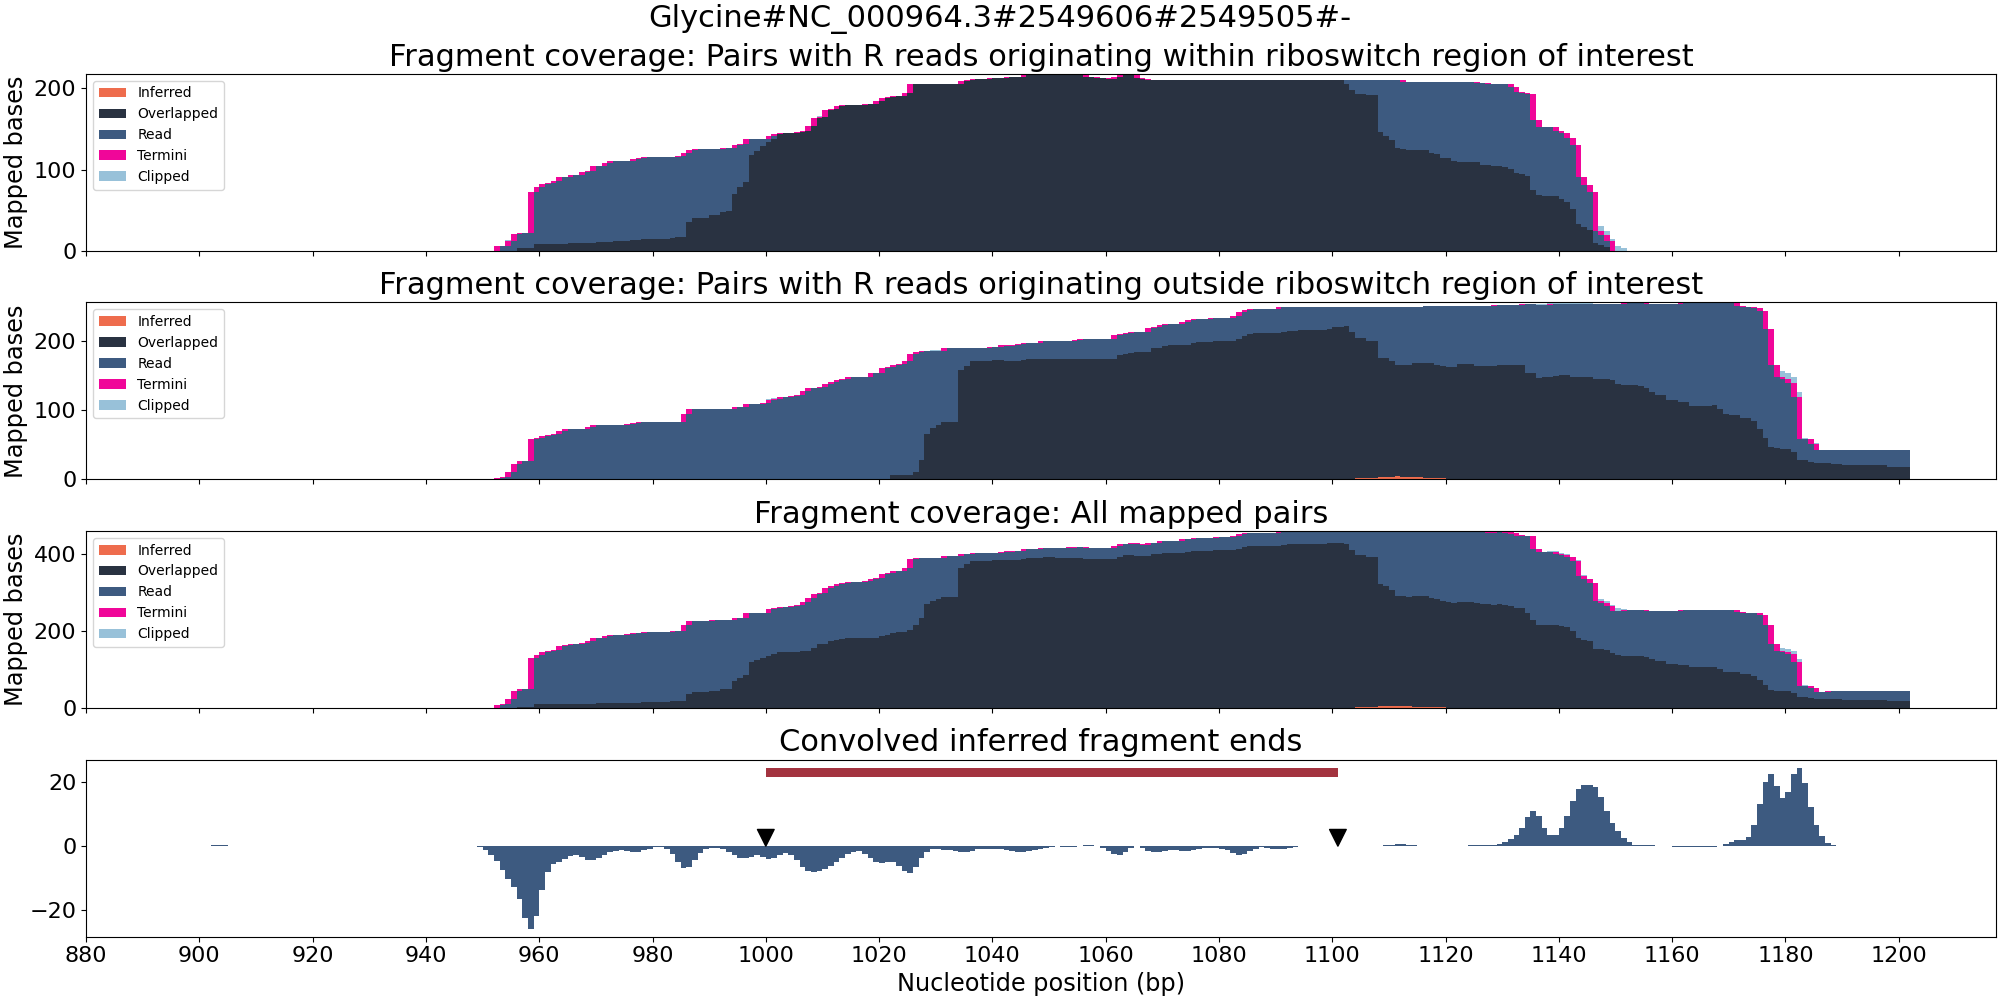 Glycine#NC_000964.3#2549606#2549505#-
Fragment coverage: Pairs with R reads originating within riboswitch region of interest
Mapped bases
200
100
0
Inferred
Overlapped
Read
Termini
Clipped
Fragment coverage: Pairs with R reads originating outside riboswitch region of interest
Mapped bases
200
100
0
Inferred
Overlapped
Read
Termini
Clipped
Fragment coverage: All mapped pairs
Mapped bases
400
200
0
Inferred
Overlapped
Read
Termini
Clipped
Convolved inferred fragment ends
20
0
−20
880 900 920 940 960 980 1000 1020 1040 1060 1080 1100 1120 1140 1160 1180 1200
Nucleotide position (bp)